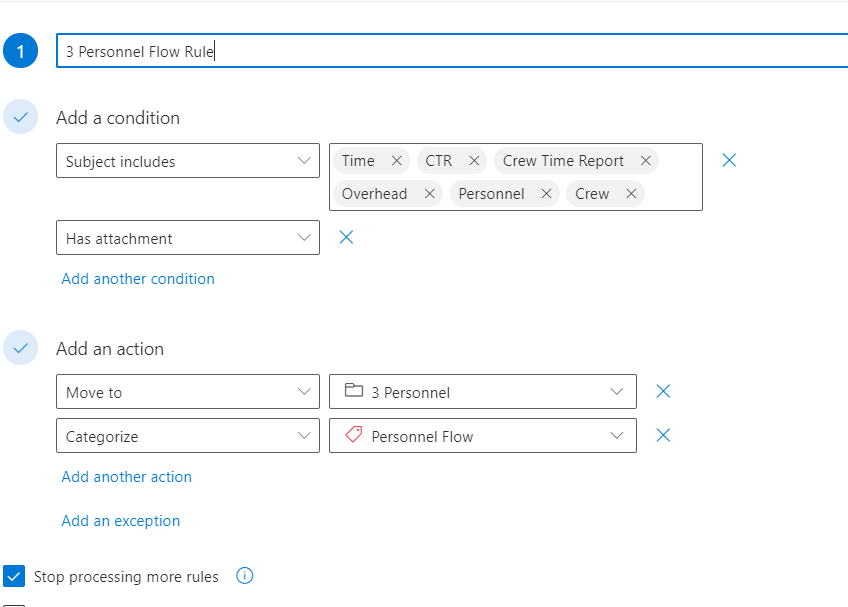 1
3 Personnel Flow Rule
Add a condition
Subject includes
Time CTR Crew Time Report
Overhead Personnel Crew
Has attachment
Add another condition
Add an action
Move to 3 Personnel
Categorize Personnel Flow
Add another action
Add an exception
Stop processing more rules